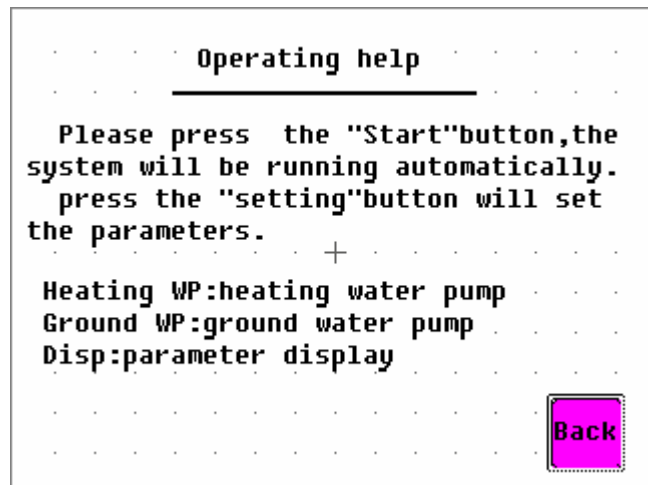 Operating help
Please press  the "Start"button,the
system will be running automatically.
press the "setting"button will set
the parameters.
Heating WP:heating water pump
Ground WP:ground water pump
Disp:parameter display
Back